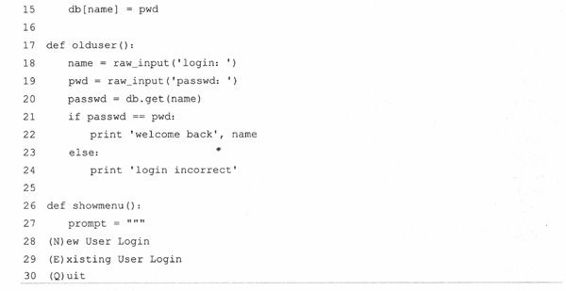 15 db[name] = pwd
16
17 def olduser():
18 name = raw_input('login: ')
19 pwd = raw_input('passwd: ')
20 passwd = db.get(name)
21 if passwd == pwd:
22 print 'welcome back', name
23 else:
24 print 'login incorrect'
25
26 def showmenu():
27 prompt = """
28 (N)ew User Login
29 (E)xisting User Login
30 (Q)uit